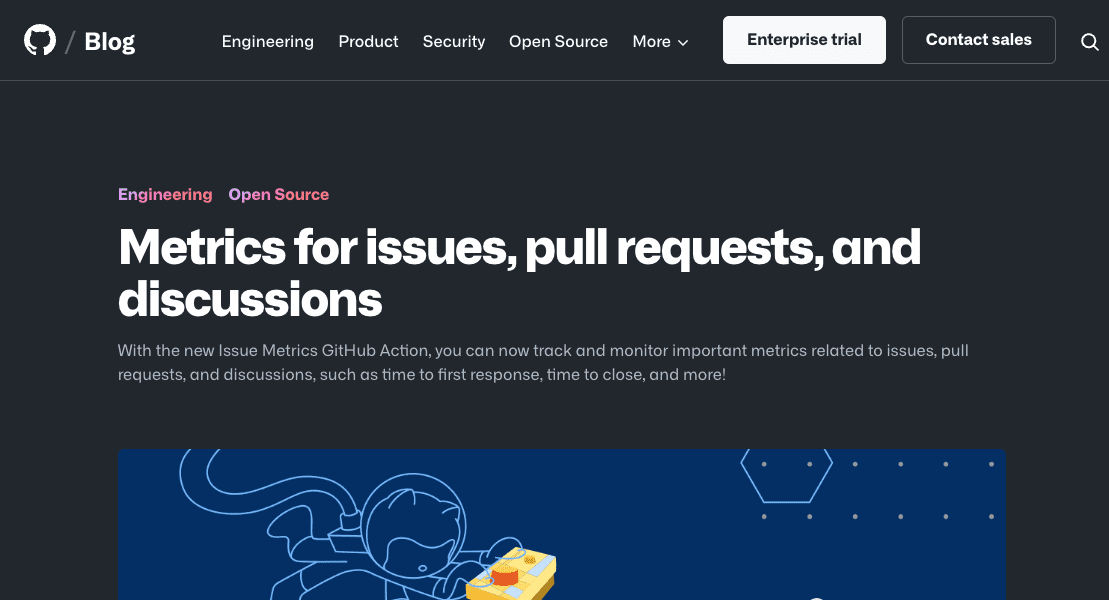 / Blog
Engineering Product Security Open Source More Enterprise trial Contact sales
Engineering Open Source
Metrics for issues, pull requests, and
discussions
With the new Issue Metrics GitHub Action, you can now track and monitor important metrics related to issues, pull
requests, and discussions, such as time to first response, time to close, and more!